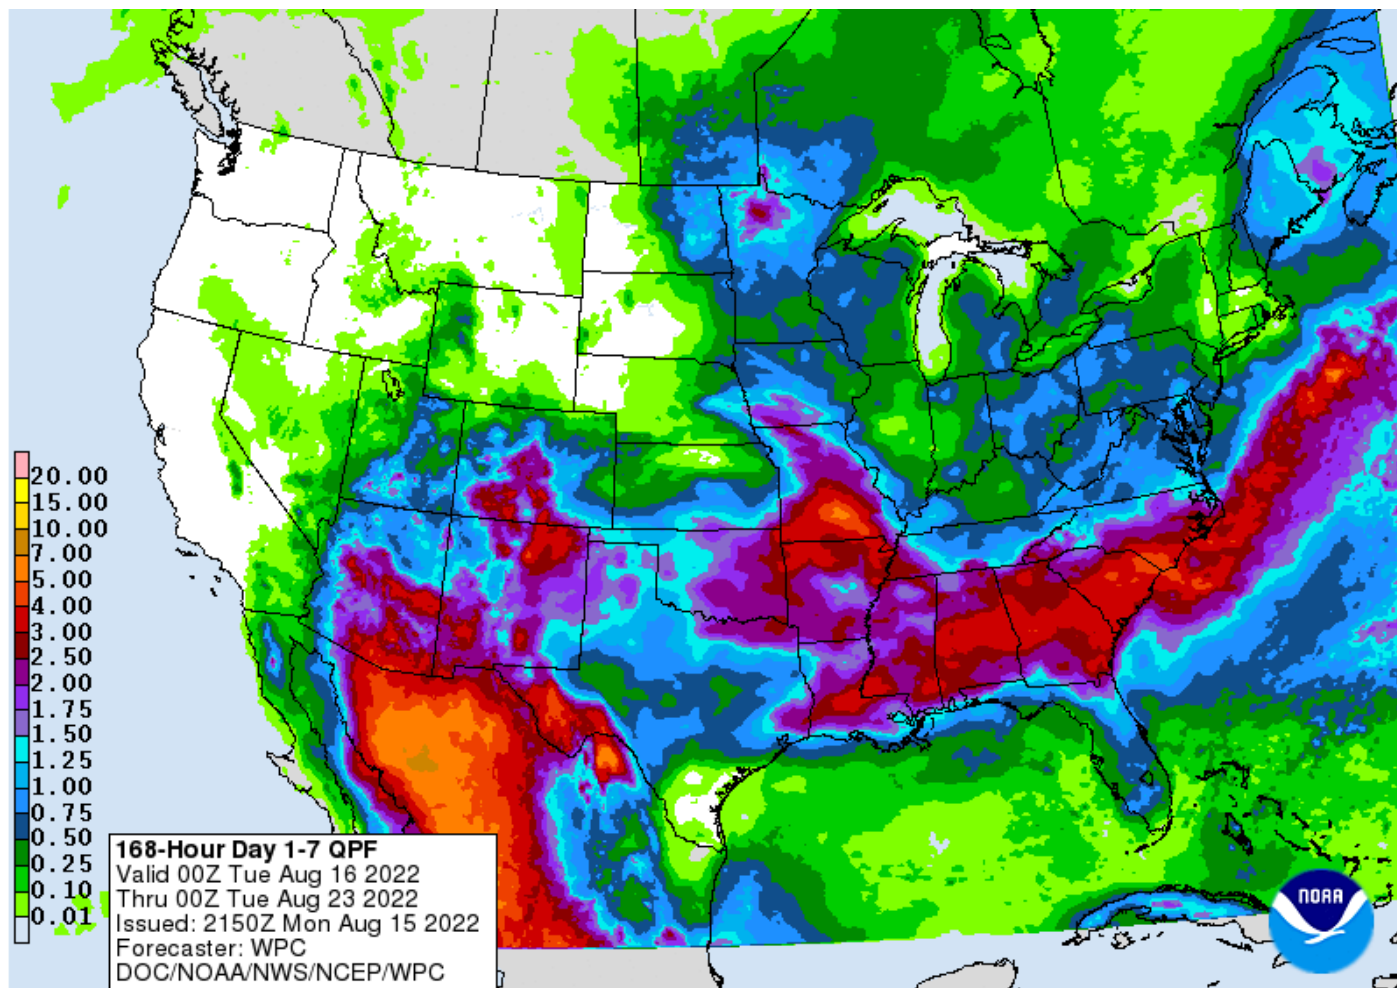 20.00
15.00
10.00
7.00
5.00
4.00
3.00
2.50
2.00
1.75
1.50
1.25
1.00
0.75
0.50
0.25
0.10
0.01
168-Hour Day 1-7 QPF
Valid 00Z Tue Aug 16 2022
Thru 00Z Tue Aug 23 2022
Issued: 2150Z Mon Aug 15 2022
Forecaster: WPC
DOC/NOAA/NWS/NCEP/WPC
NOAA